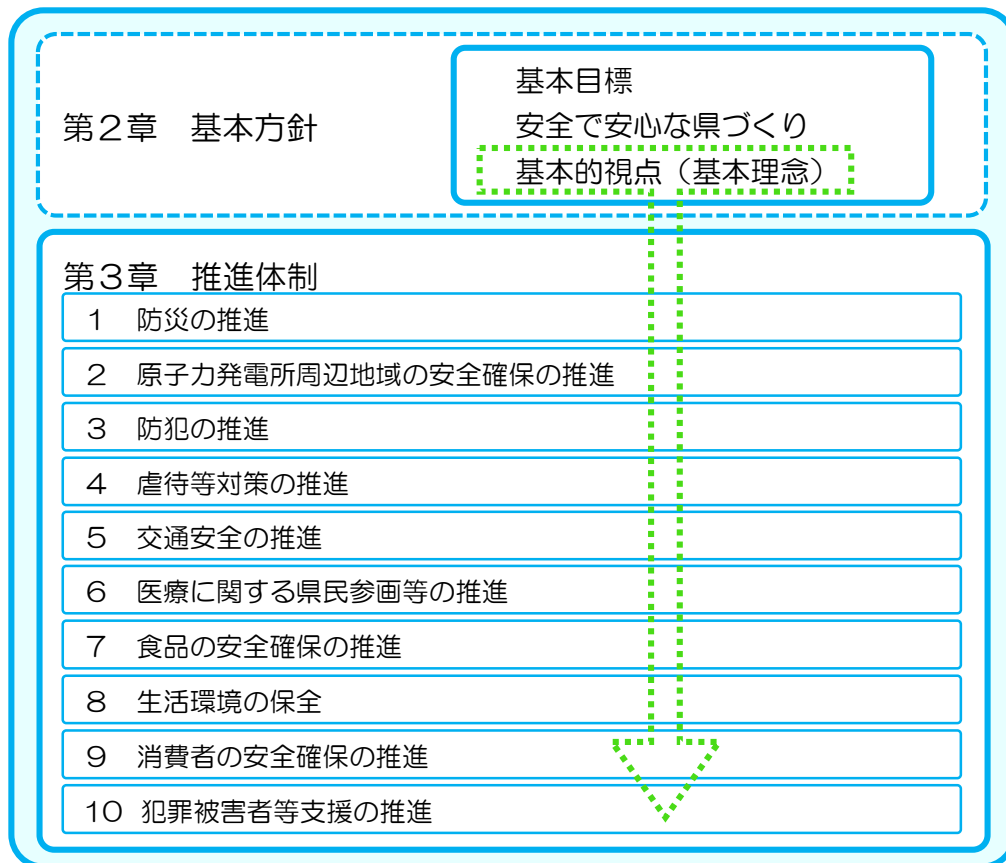 第２章　基本方針
基本目標
安全で安心な県づくり
基本的視点（基本理念）
第３章　推進体制
１　防災の推進
２　原子力発電所周辺地域の安全確保の推進
３　防犯の推進
４　虐待等対策の推進
５　交通安全の推進
６　医療に関する県民参画等の推進
７　食品の安全確保の推進
８　生活環境の保全
９　消費者の安全確保の推進
10　犯罪被害者等支援の推進